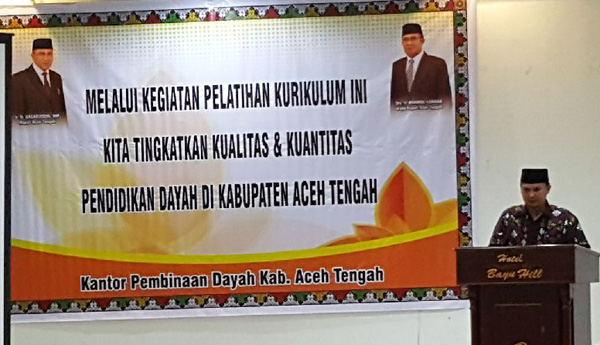 MELALUI KEGIATAN PELATIHAN KURIKULUM INI
KITA TINGKATKAN KUALITAS & KUANTITAS
PENDIDIKAN DAYAH DI KABUPATEN ACEH TENGAH
Kantor Pembinaan Dayah Kab. Aceh Tengah
Hotel
Bayu Hill